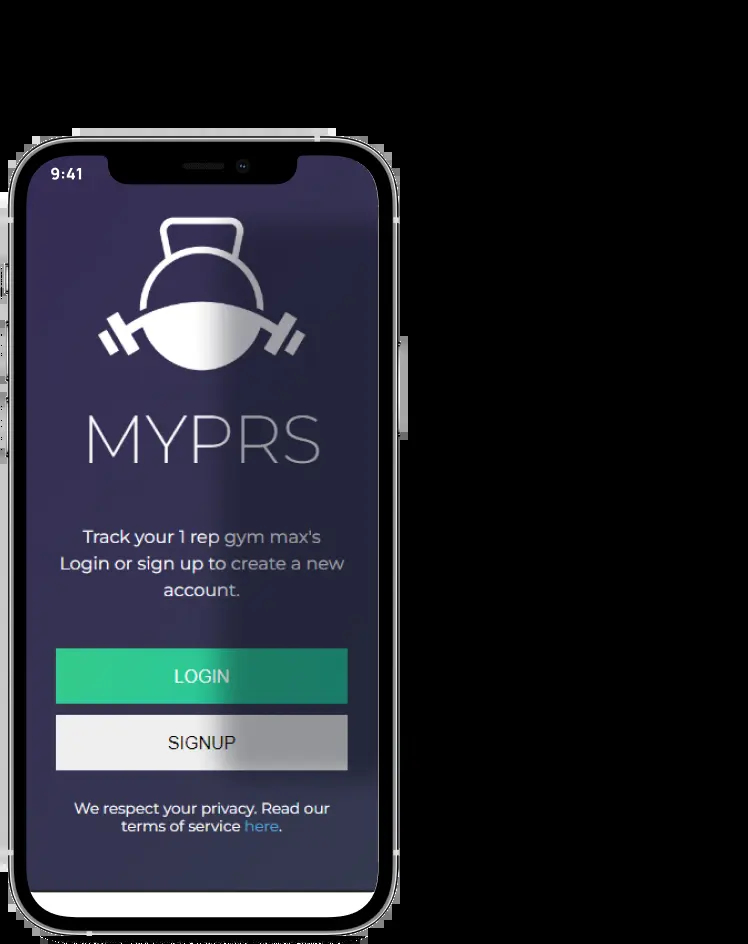 9:41
MYPRS
Track your 1 rep gym max's
Login or sign up to create a new
account.
LOGIN
SIGNUP
We respect your privacy. Read our
terms of service here.